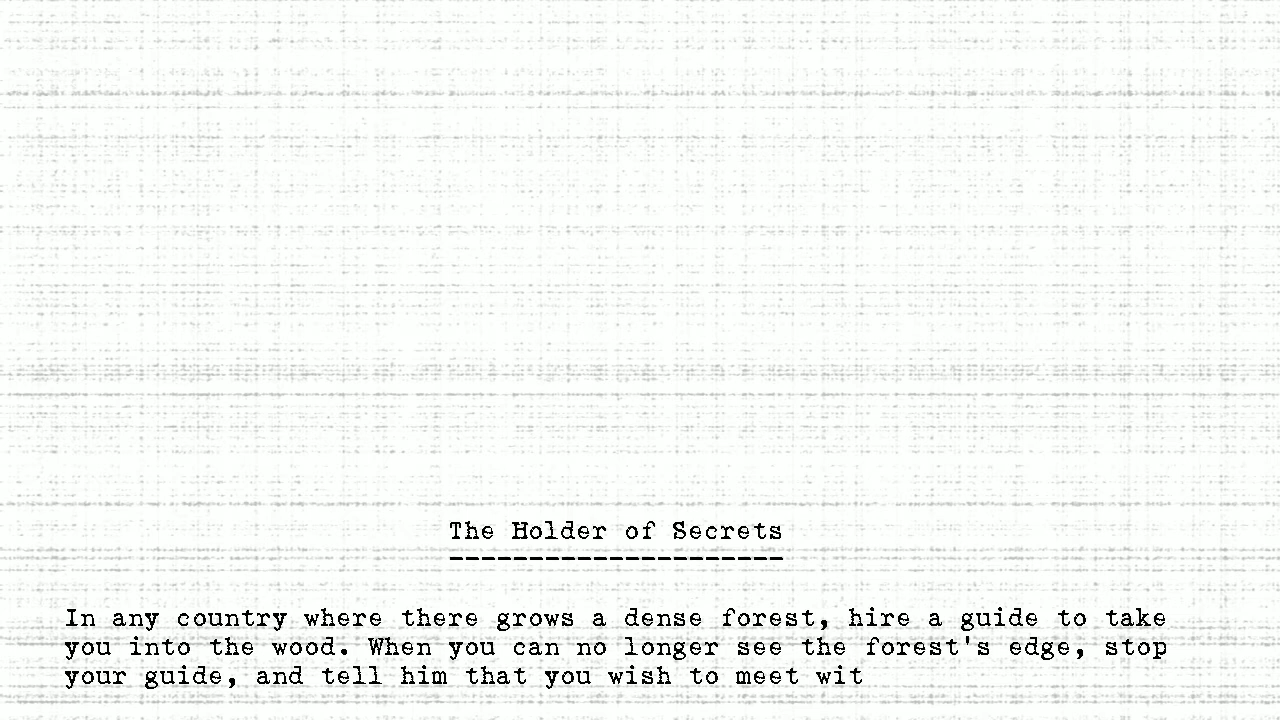 The Holder of Secrets
---------------------
In any country where there grows a dense forest, hire a guide to take
you into the wood. When you can no longer see the forest's edge, stop
your guide, and tell him that you wish to meet wit